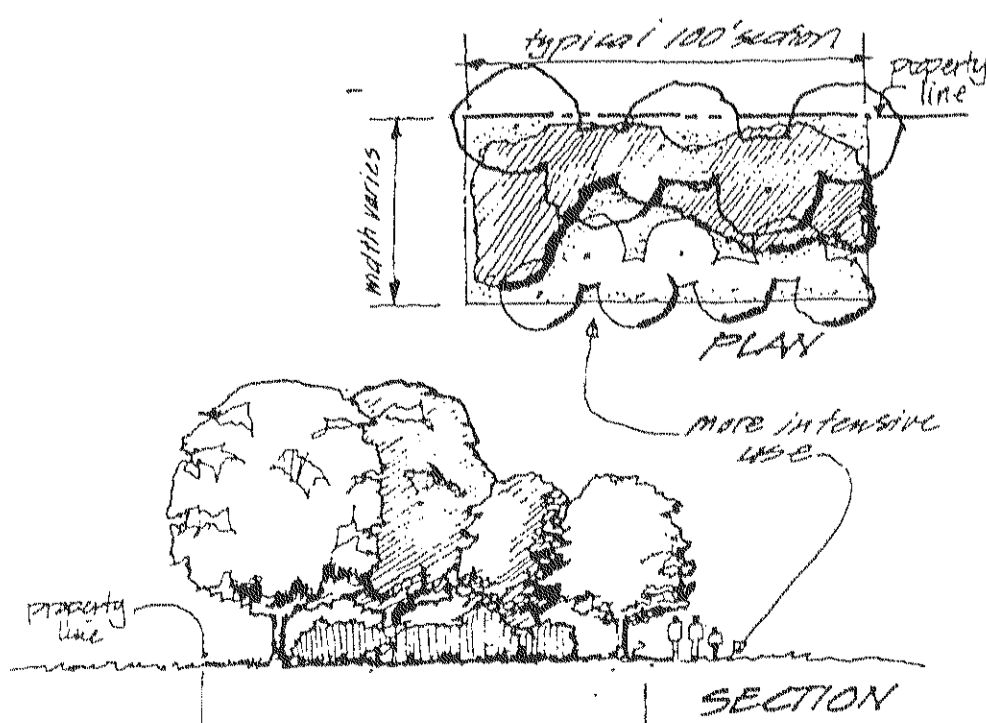 typical 100' section
property
line
width varies
PLAN
more intensive
use
property
line
SECTION